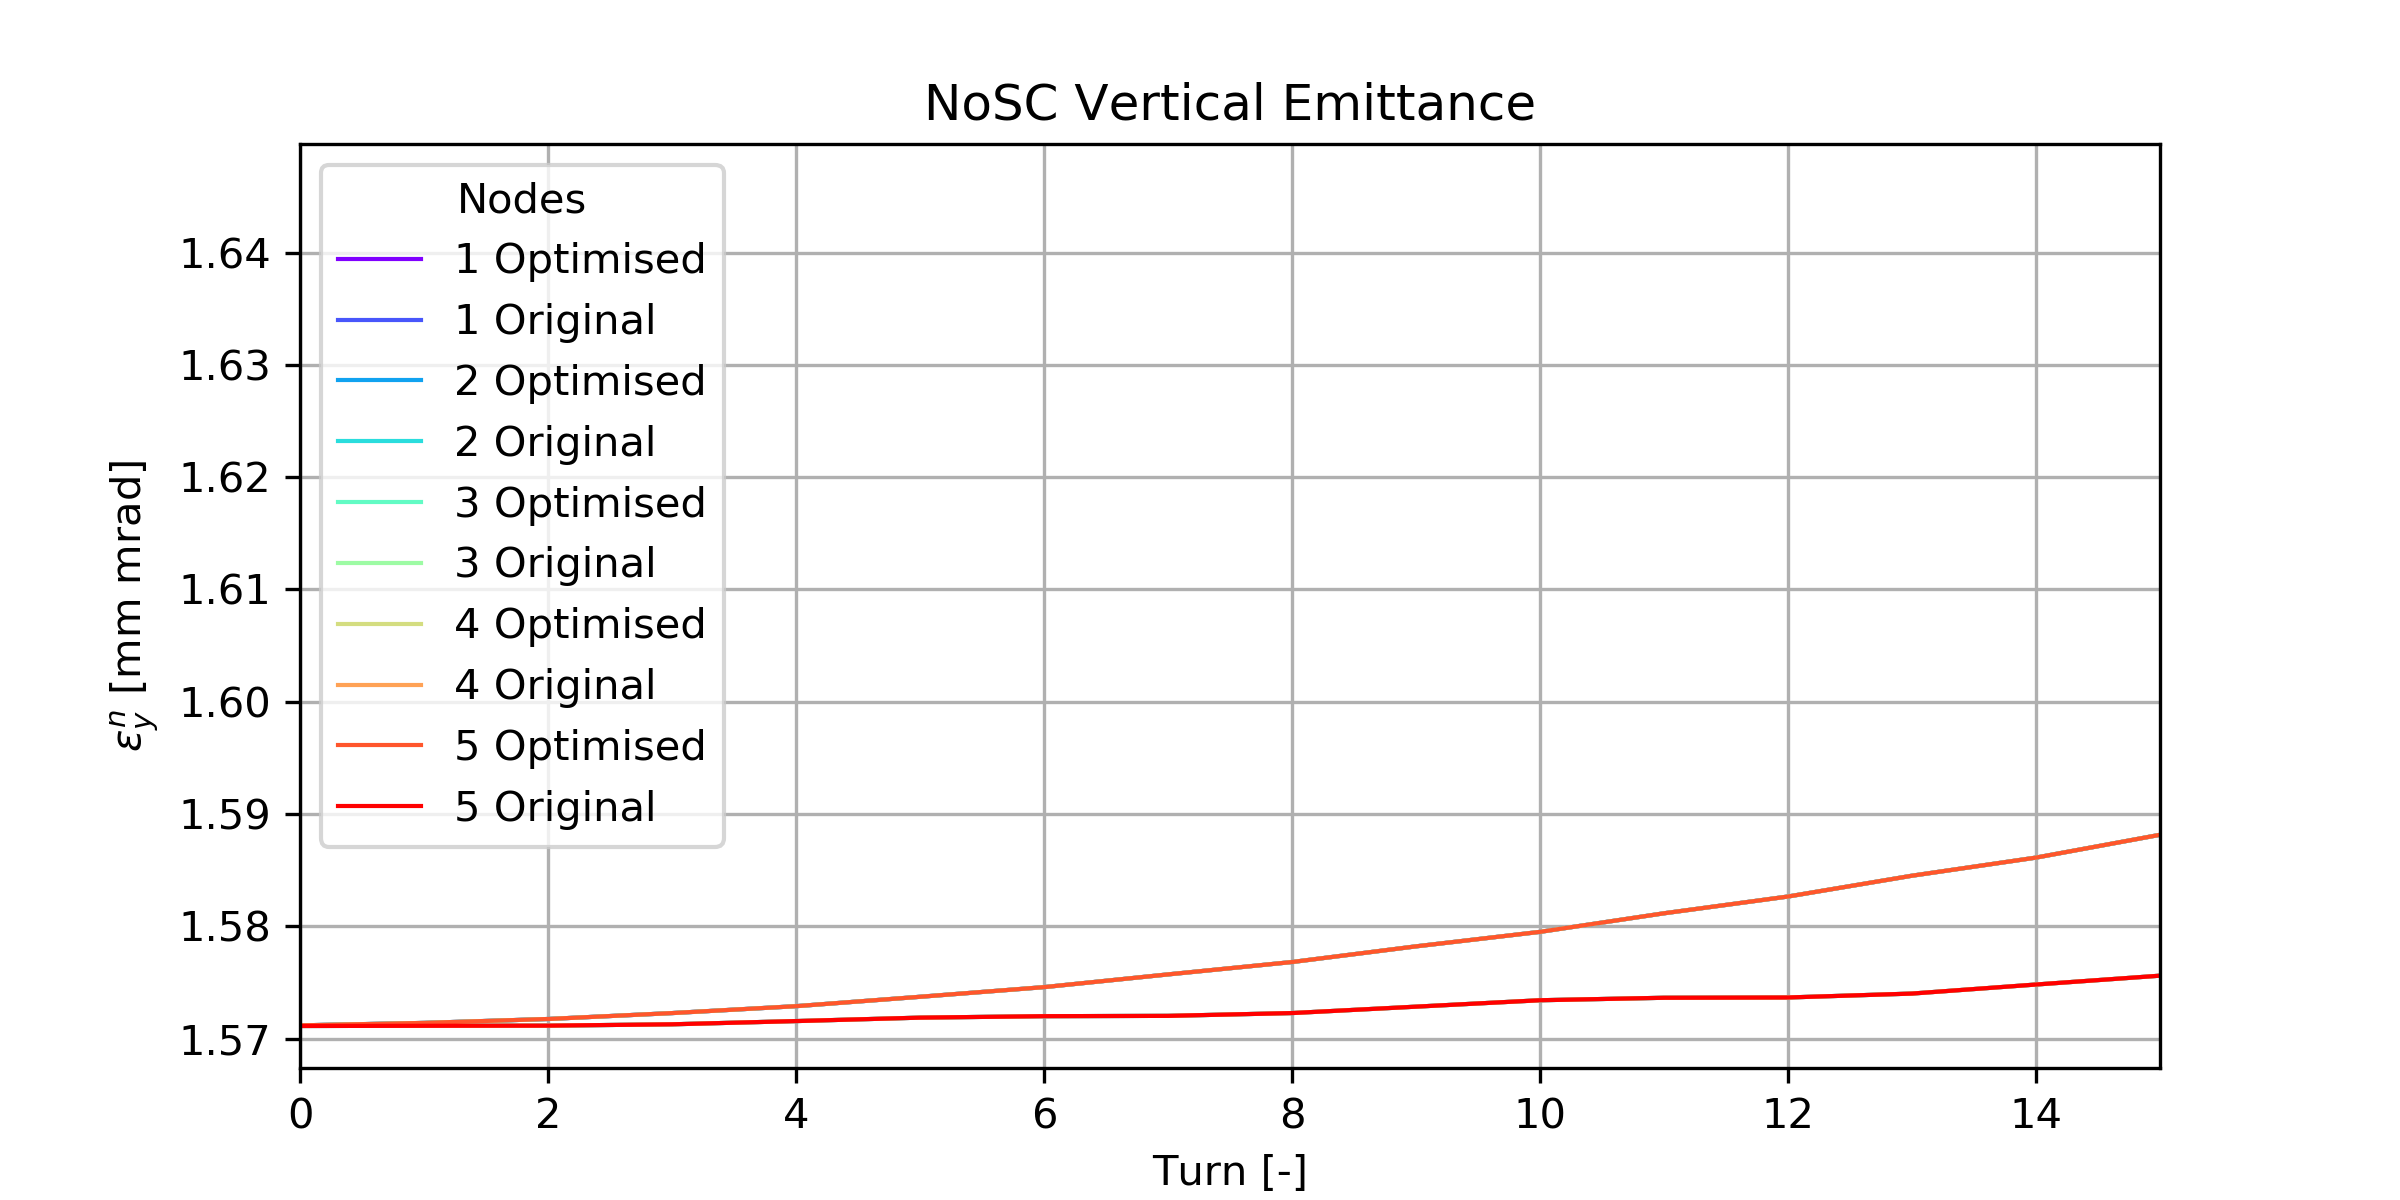 NoSC Vertical Emittance
Nodes
1 Optimised
1 Original
2 Optimised
2 Original
3 Optimised
3 Original
4 Optimised
4 Original
5 Optimised
5 Original
1.64
1.63
1.62
1.61
1.60
1.59
1.58
1.57
ε_y^n [mm mrad]
0 2 4 6 8 10 12 14
Turn [-]